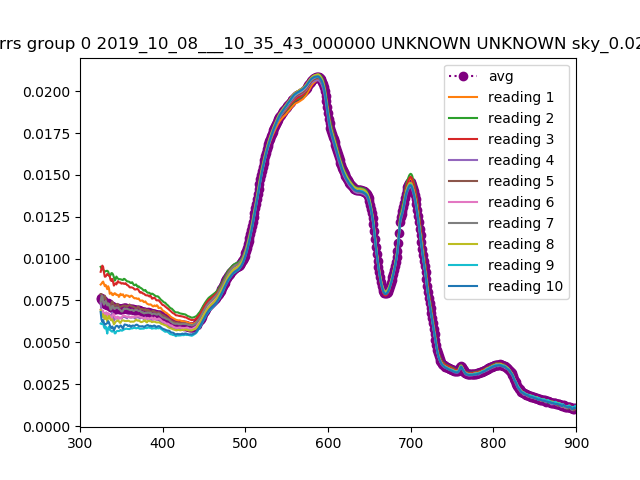 rrs group 0 2019_10_08___10_35_43_000000 UNKNOWN UNKNOWN sky_0.02
0.0200
0.0175
0.0150
0.0125
0.0100
0.0075
0.0050
0.0025
0.0000
300 400 500 600 700 800 900
avg
reading 1
reading 2
reading 3
reading 4
reading 5
reading 6
reading 7
reading 8
reading 9
reading 10